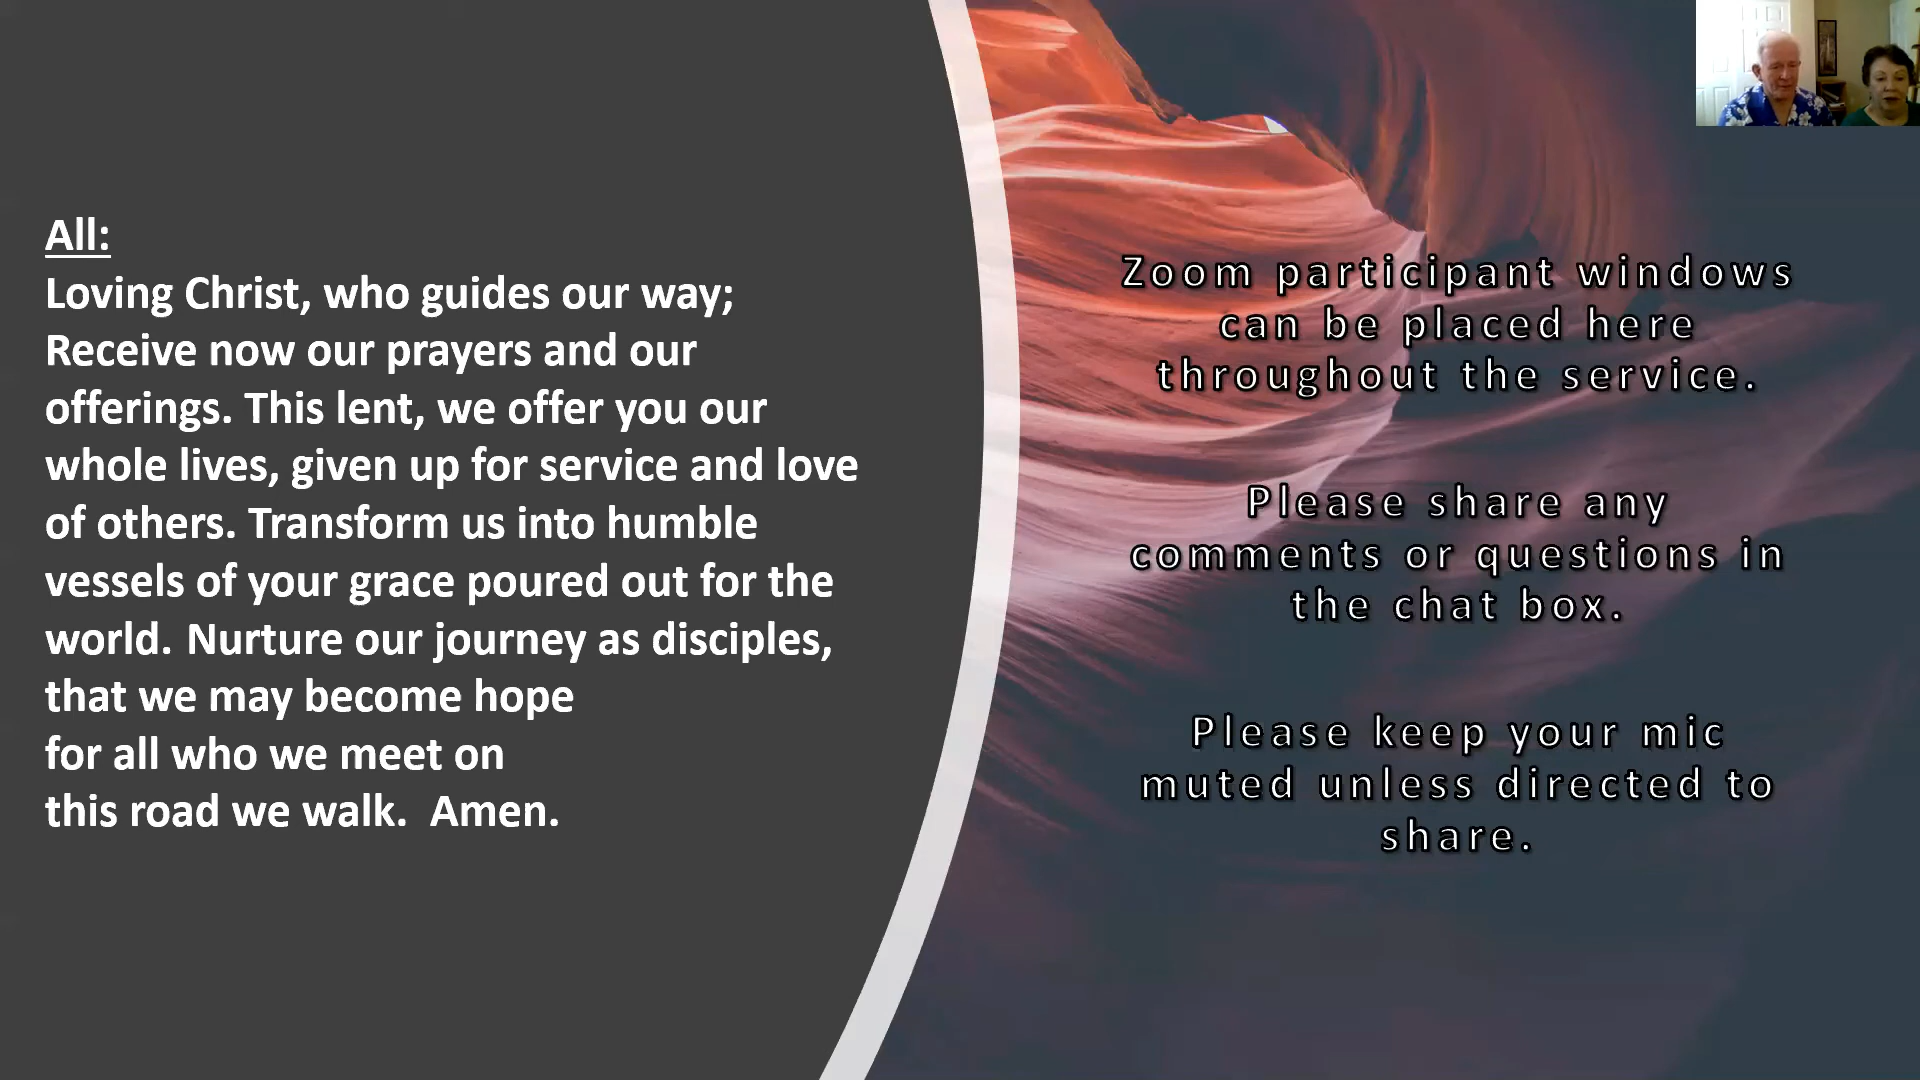 All:
Loving Christ, who guides our way;
Receive now our prayers and our
offerings. This lent, we offer you our
whole lives, given up for service and love
of others. Transform us into humble
vessels of your grace poured out for the
world. Nurture our journey as disciples,
that we may become hope
for all who we meet on
this road we walk.  Amen.
Zoom participant windows
can be placed here
throughout the service.
Please share any
comments or questions in
the chat box.
Please keep your mic
muted unless directed to
share.